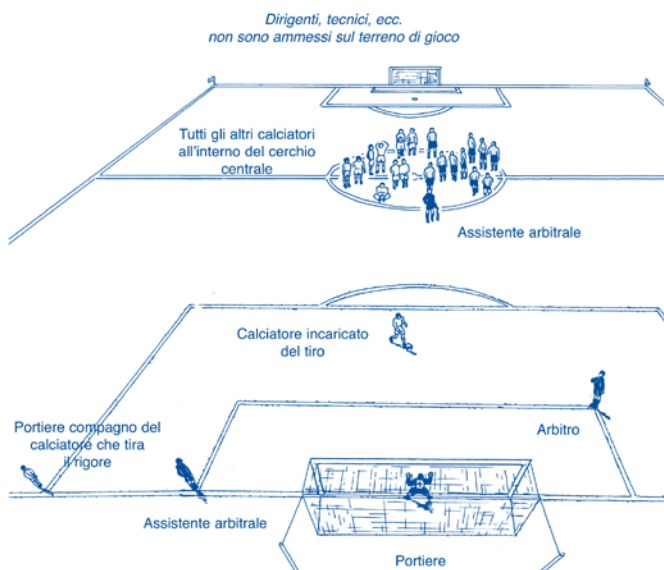 Dirigenti, tecnici, ecc.
non sono ammessi sul terreno di gioco
Tutti gli altri calciatori
all'interno del cerchio
centrale
Assistente arbitrale
Calciatore incaricato
del tiro
Portiere compagno del
calciatore che tira
il rigore
Arbitro
Assistente arbitrale
Portiere